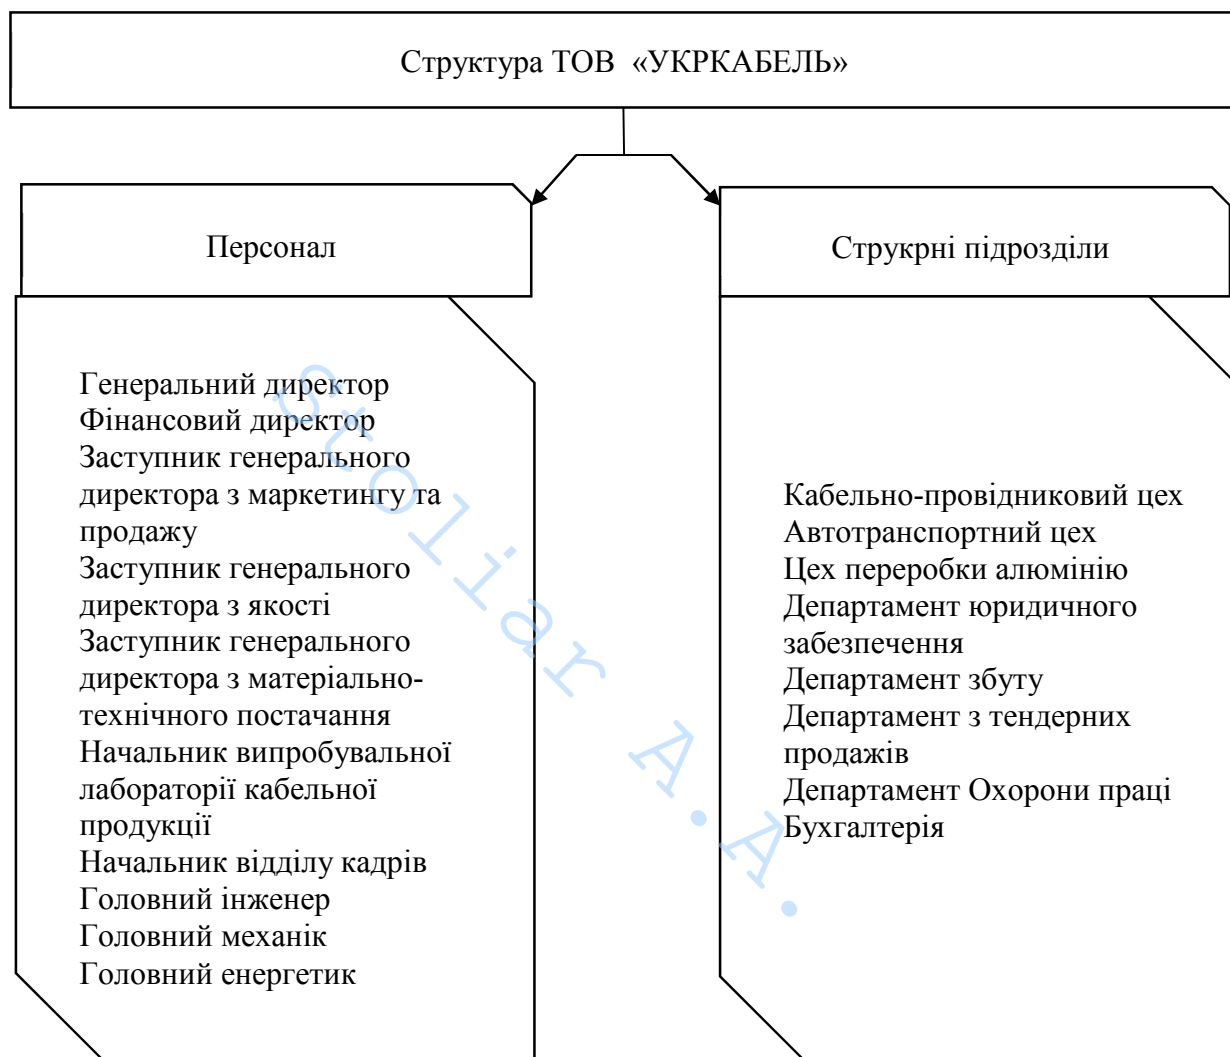 Структура ТОВ «УКРКАБЕЛЬ»
Персонал
Генеральний директор
Фінансовий директор
Заступник генерального
директора з маркетингу та
продажу
Заступник генерального
директора з якості
Заступник генерального
директора з матеріально-
технічного постачання
Начальник випробувальної
лабораторії кабельної
продукції
Начальник відділу кадрів
Головний інженер
Головний механік
Головний енергетик
Струкрні підрозділи
Кабельно-провідниковий цех
Автотранспортний цех
Цех переробки алюмінію
Департамент юридичного
забезпечення
Департамент збуту
Департамент з тендерних
продажів
Департамент Охорони праці
Бухгалтерія
Stoliar A.A.